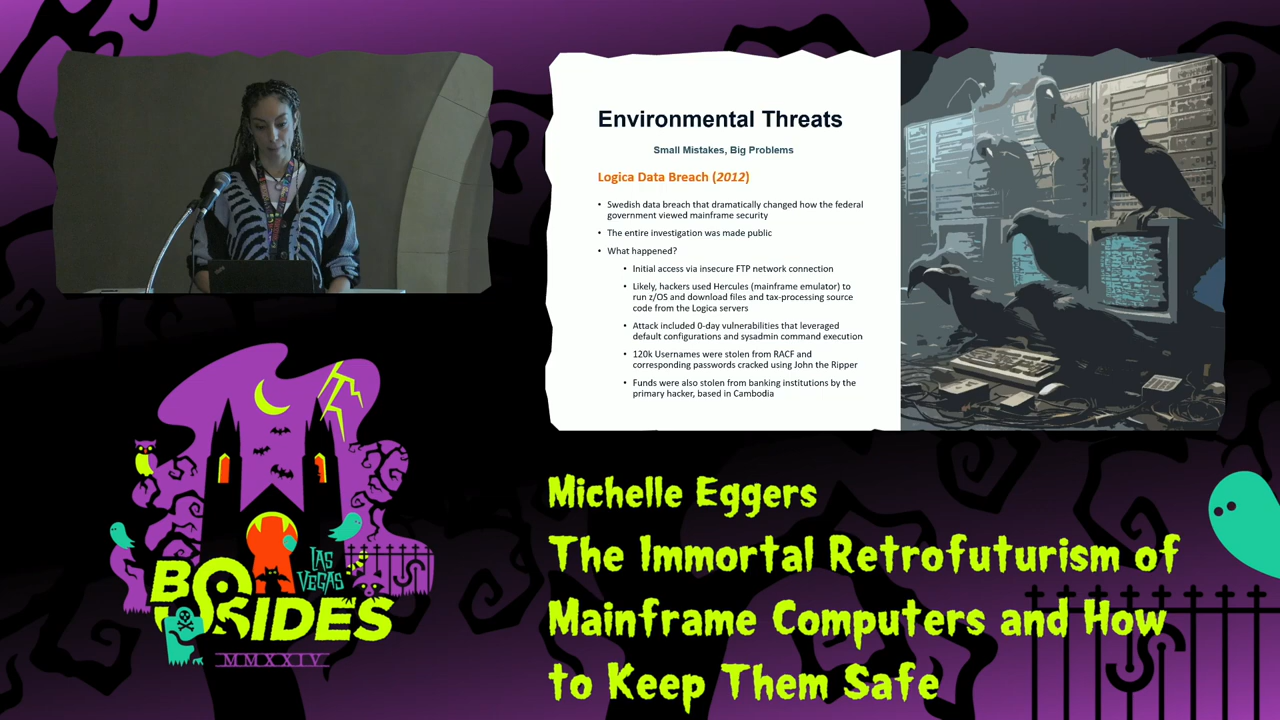 Environmental Threats
Small Mistakes, Big Problems
Logica Data Breach (2012)
• Swedish data breach that dramatically changed how the federal
government viewed mainframe security
• The entire investigation was made public
• What happened?
• Initial access via insecure FTP network connection
• Likely, hackers used Hercules (mainframe emulator) to
run z/OS and download files and tax-processing source
code from the Logica servers
• Attack included 0-day vulnerabilities that leveraged
default configurations and sysadmin command execution
• 120k Usernames were stolen from RACF and
corresponding passwords cracked using John the Ripper
• Funds were also stolen from banking institutions by the
primary hacker, based in Cambodia
LAS
VEGAS
BSIDES
MMXXIV
Michelle Eggers
The Immortal Retrofuturism of
Mainframe Computers and How
to Keep Them Safe